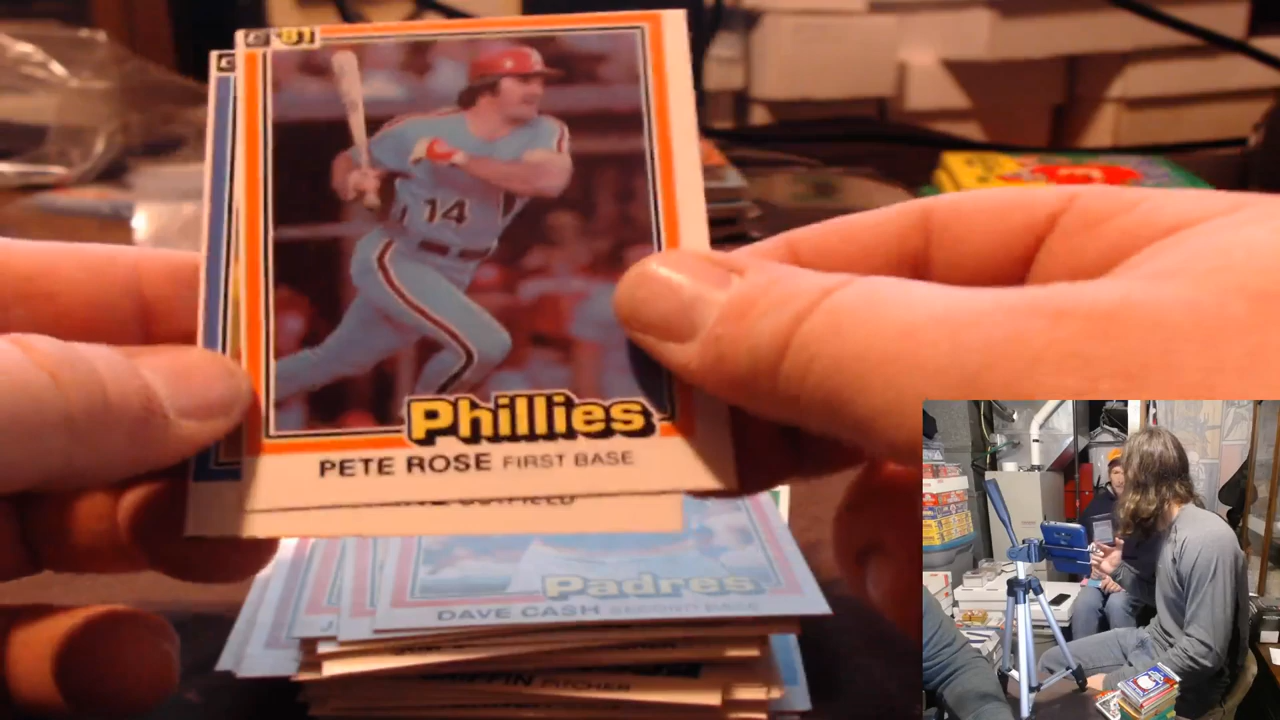 '81
14
Phillies
PETE ROSE FIRST BASE
Padres
DAVE CASH SECOND BASE
PITCHER